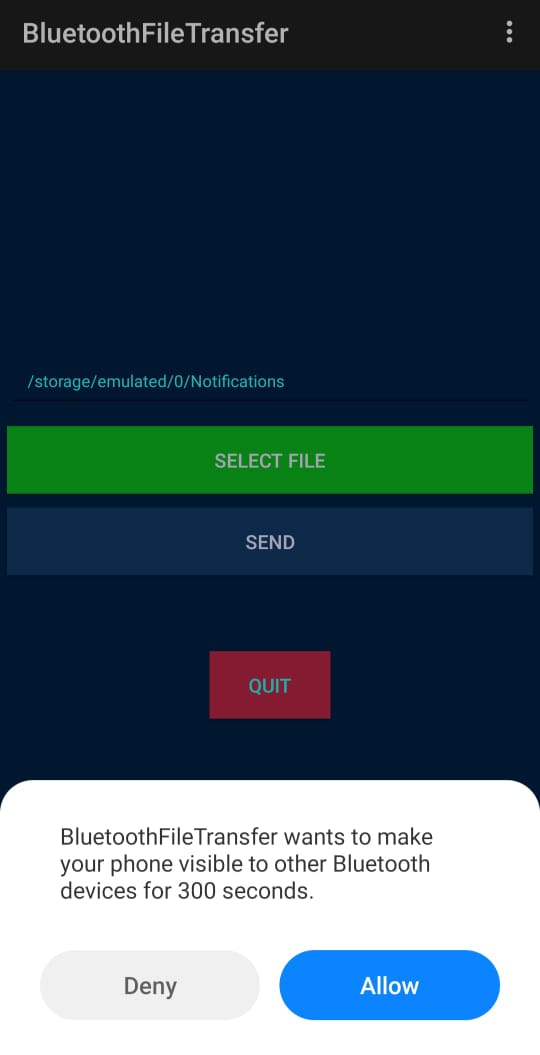 BluetoothFileTransfer
/storage/emulated/0/Notifications
SELECT FILE
SEND
QUIT
BluetoothFileTransfer wants to make
your phone visible to other Bluetooth
devices for 300 seconds.
Deny
Allow